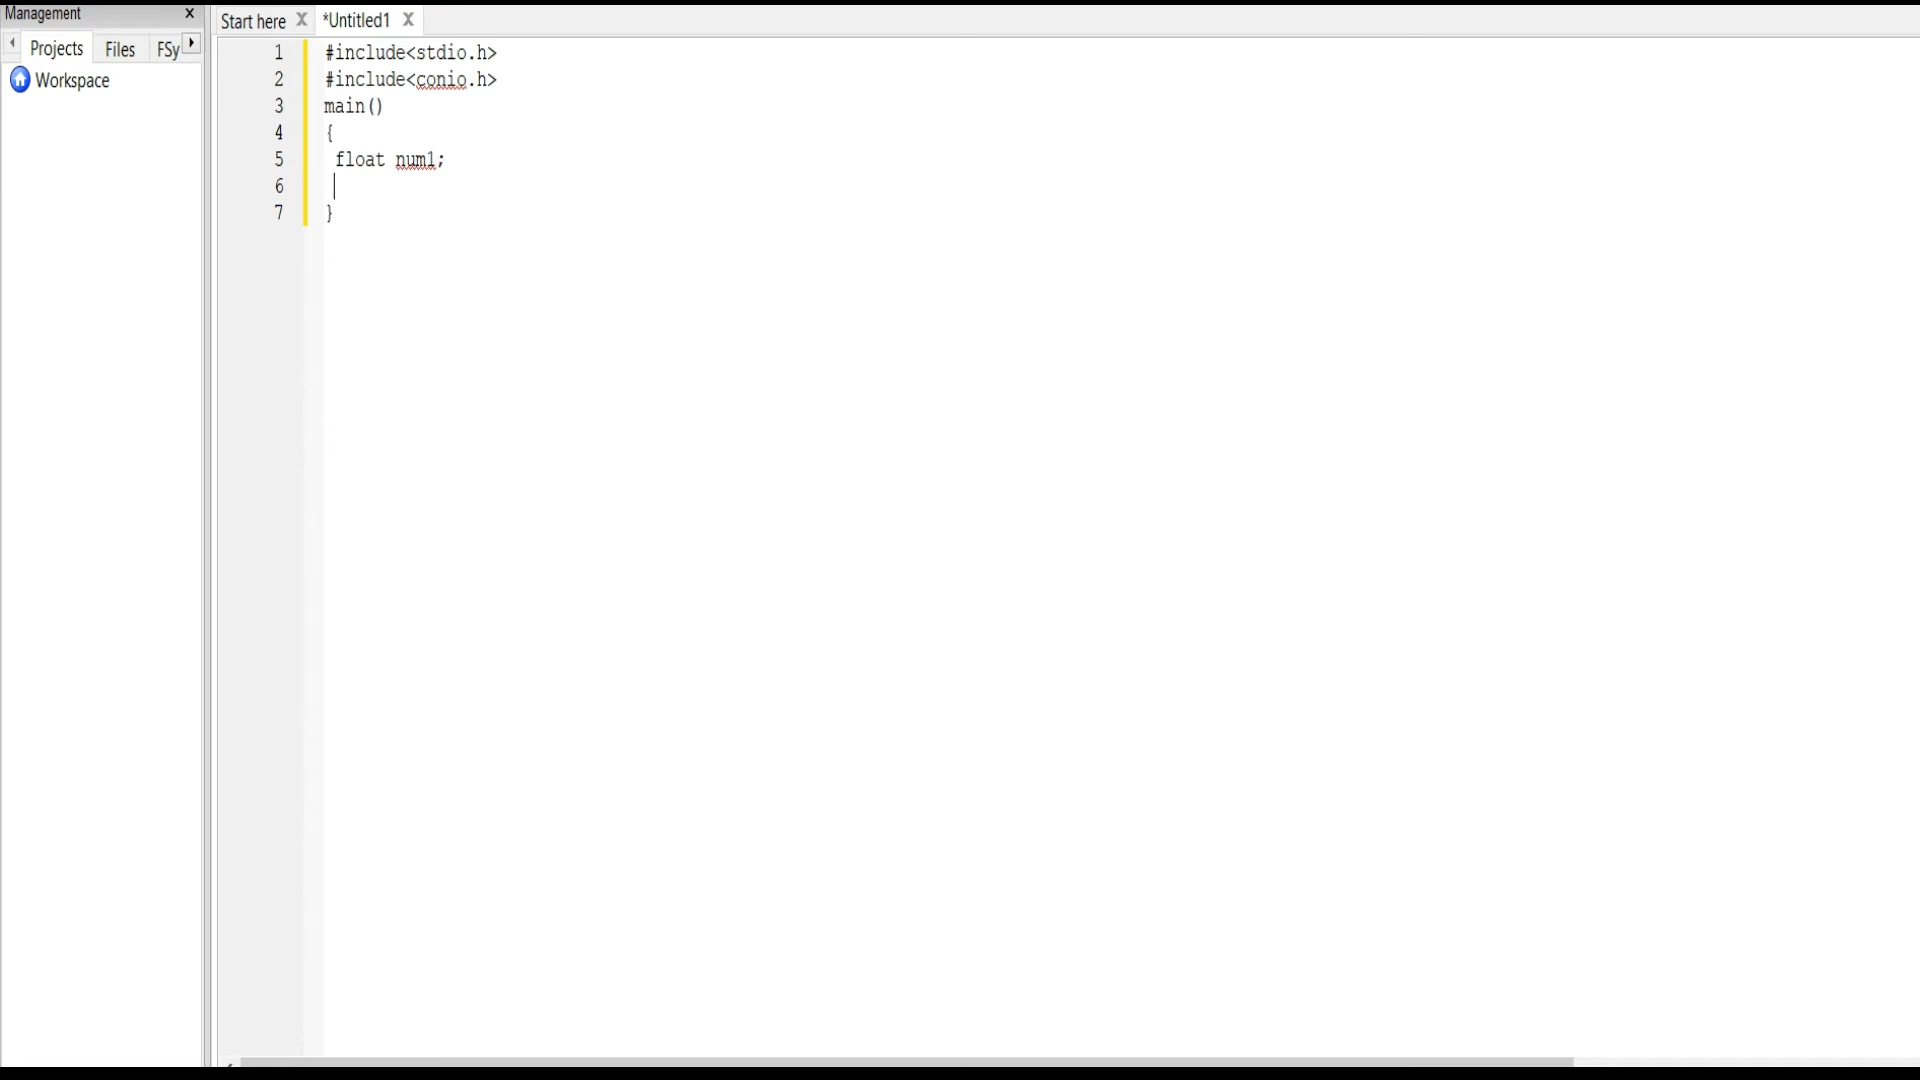 Management
Start here
*Untitled1
Projects
Files
FSy
Workspace
1 #include<stdio.h>
2 #include<conio.h>
3 main()
4 {
5 float num1;
6
7 }